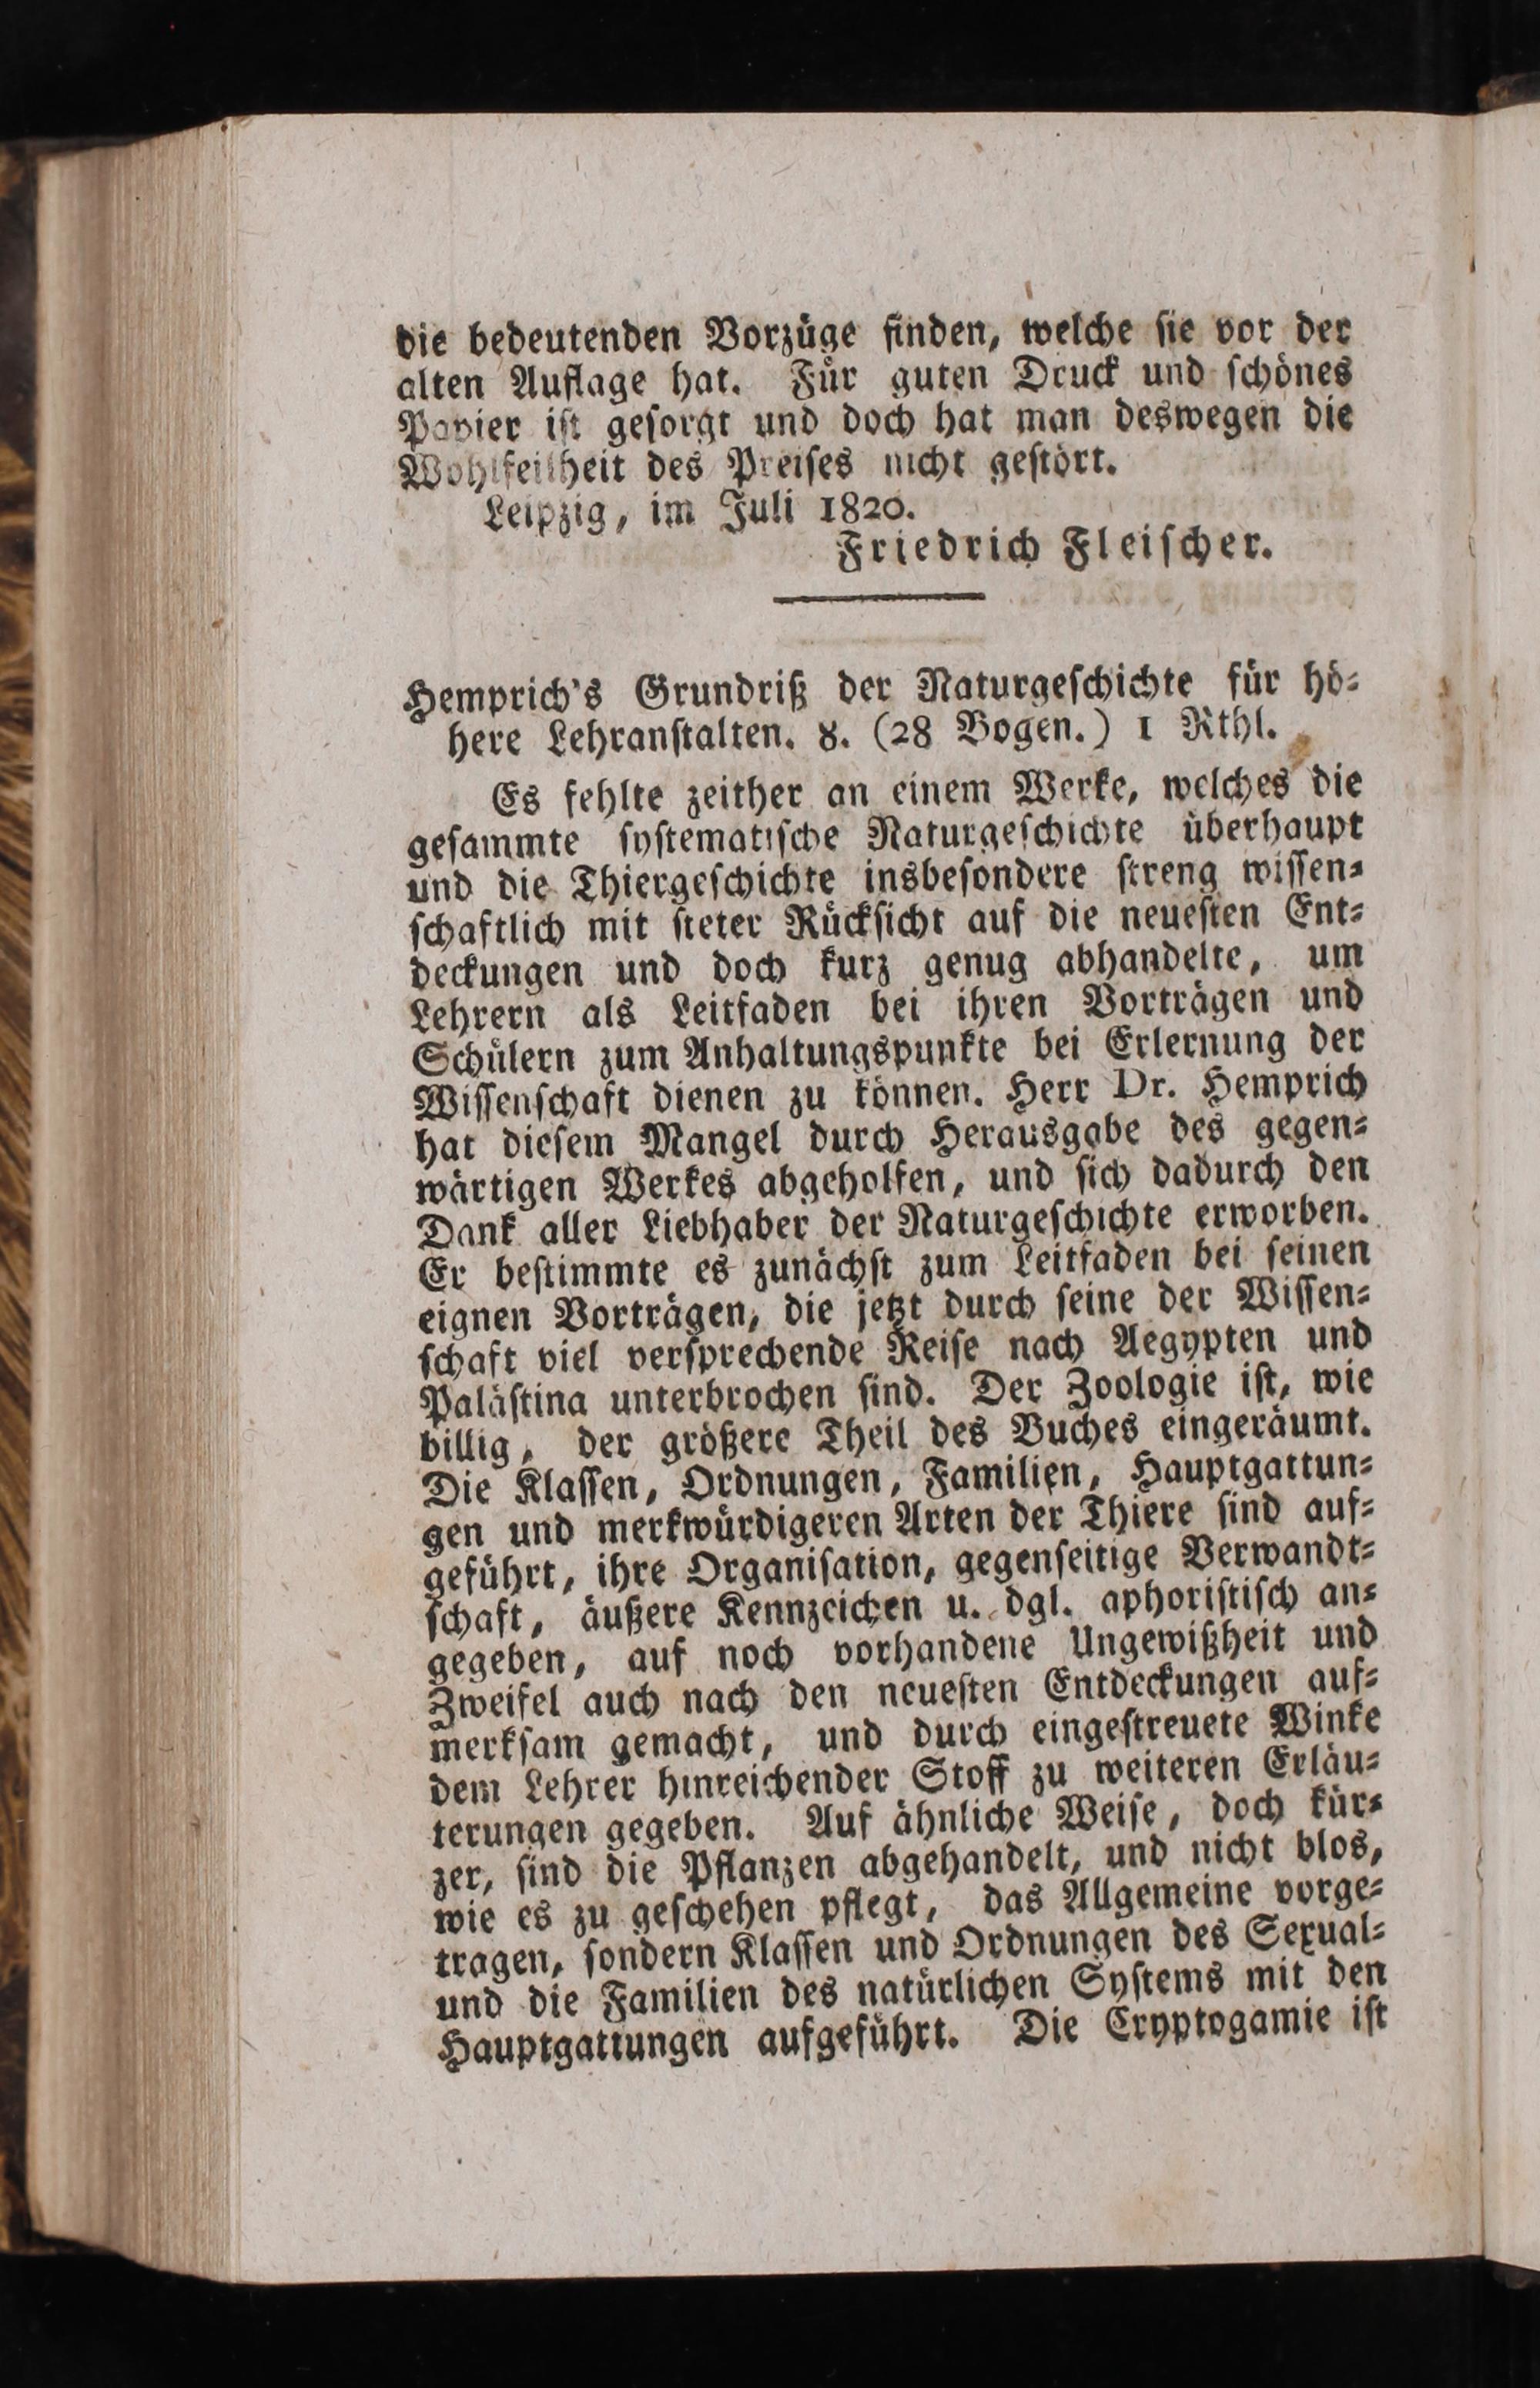 die bedeutenden Vorzüge finden, welche ſie vor der
alten Auflage hat. Für guten Druck und ſchönes
Papier iſt geſorgt und doch hat man deswegen die
Wohlfeilheit des Preiſes nicht geſtört.
Leipzig, im Juli 1820.
Friedrich Fleiſcher.
Hemprich's Grundriß der Naturgeſchichte für hö-
here Lehranſtalten. 8. (28 Bogen.) 1 Rthl.
Es fehlte zeither an einem Werke, welches die
geſammte ſyſtematiſche Naturgeſchichte überhaupt
und die Thiergeſchichte insbeſondere ſtreng wiſſen-
ſchaftlich mit ſteter Rückſicht auf die neueſten Ent-
deckungen und doch kurz genug abhandelte, um
Lehrern als Leitfaden bei ihren Vorträgen und
Schülern zum Anhaltungspunkte bei Erlernung der
Wiſſenſchaft dienen zu können. Herr Dr. Hemprich
hat dieſem Mangel durch Herausgabe des gegen-
wärtigen Werkes abgeholfen, und ſich dadurch den
Dank aller Liebhaber der Naturgeſchichte erworben.
Er beſtimmte es zunächſt zum Leitfaden bei ſeinen
eignen Vorträgen, die jetzt durch ſeine der Wiſſen-
ſchaft viel verſprechende Reiſe nach Aegypten und
Paläſtina unterbrochen ſind. Der Zoologie iſt, wie
billig, der größere Theil des Buches eingeräumt.
Die Klaſſen, Ordnungen, Familien, Hauptgattun-
gen und merkwürdigeren Arten der Thiere ſind auf-
geführt, ihre Organiſation, gegenſeitige Verwandt-
ſchaft, äußere Kennzeichen u. dgl. aphoriſtiſch an-
gegeben, auf noch vorhandene Ungewißheit und
Zweifel auch nach den neueſten Entdeckungen auf-
merkſam gemacht, und durch eingeſtreuete Winke
dem Lehrer hinreichender Stoff zu weiteren Erläu-
terungen gegeben. Auf ähnliche Weiſe, doch kür-
zer, ſind die Pflanzen abgehandelt, und nicht blos,
wie es zu geſchehen pflegt, das Allgemeine vorge-
tragen, ſondern Klaſſen und Ordnungen des Sexual-
und die Familien des natürlichen Syſtems mit den
Hauptgattungen aufgeführt. Die Cryptogamie iſt